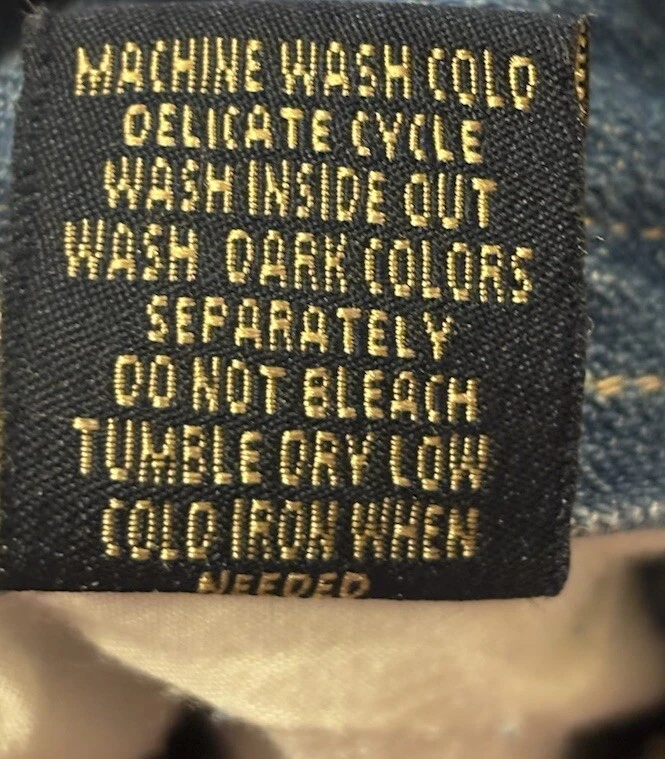 MACHINE WASH COLD
DELICATE CYCLE
WASH INSIDE OUT
WASH DARK COLORS
SEPARATELY
DO NOT BLEACH
TUMBLE DRY LOW
COLD IRON WHEN
NEEDED